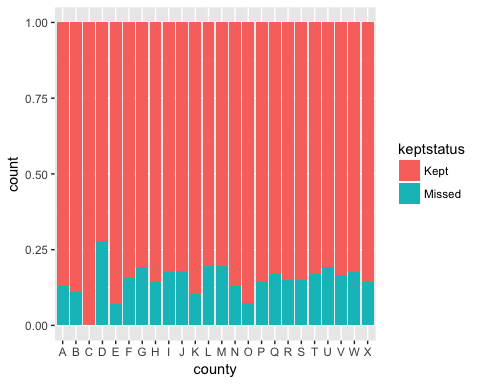 1.00
0.75
0.50
0.25
0.00
count
A B C D E F G H I J K L M N O P Q R S T U V W X
county
keptstatus
Kept
Missed